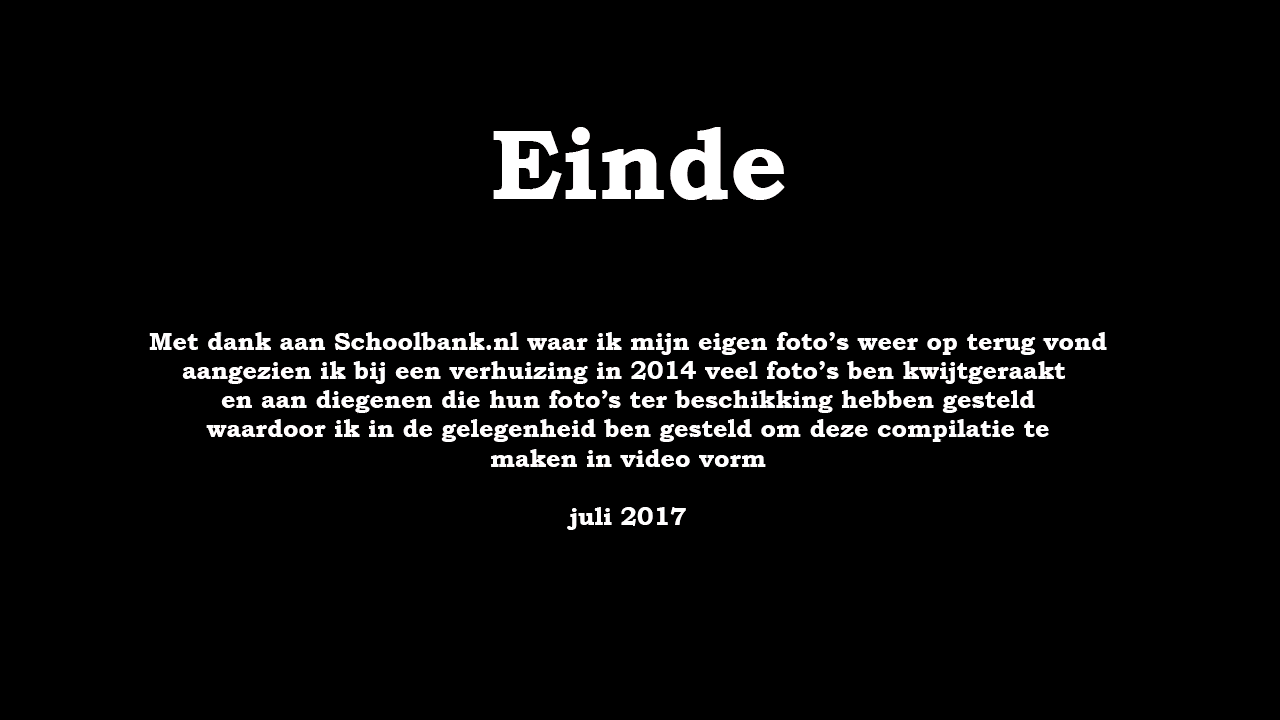 Einde
Met dank aan Schoolbank.nl waar ik mijn eigen foto’s weer op terug vond
aangezien ik bij een verhuizing in 2014 veel foto’s ben kwijtgeraakt
en aan diegenen die hun foto’s ter beschikking hebben gesteld
waardoor ik in de gelegenheid ben gesteld om deze compilatie te
maken in video vorm
juli 2017